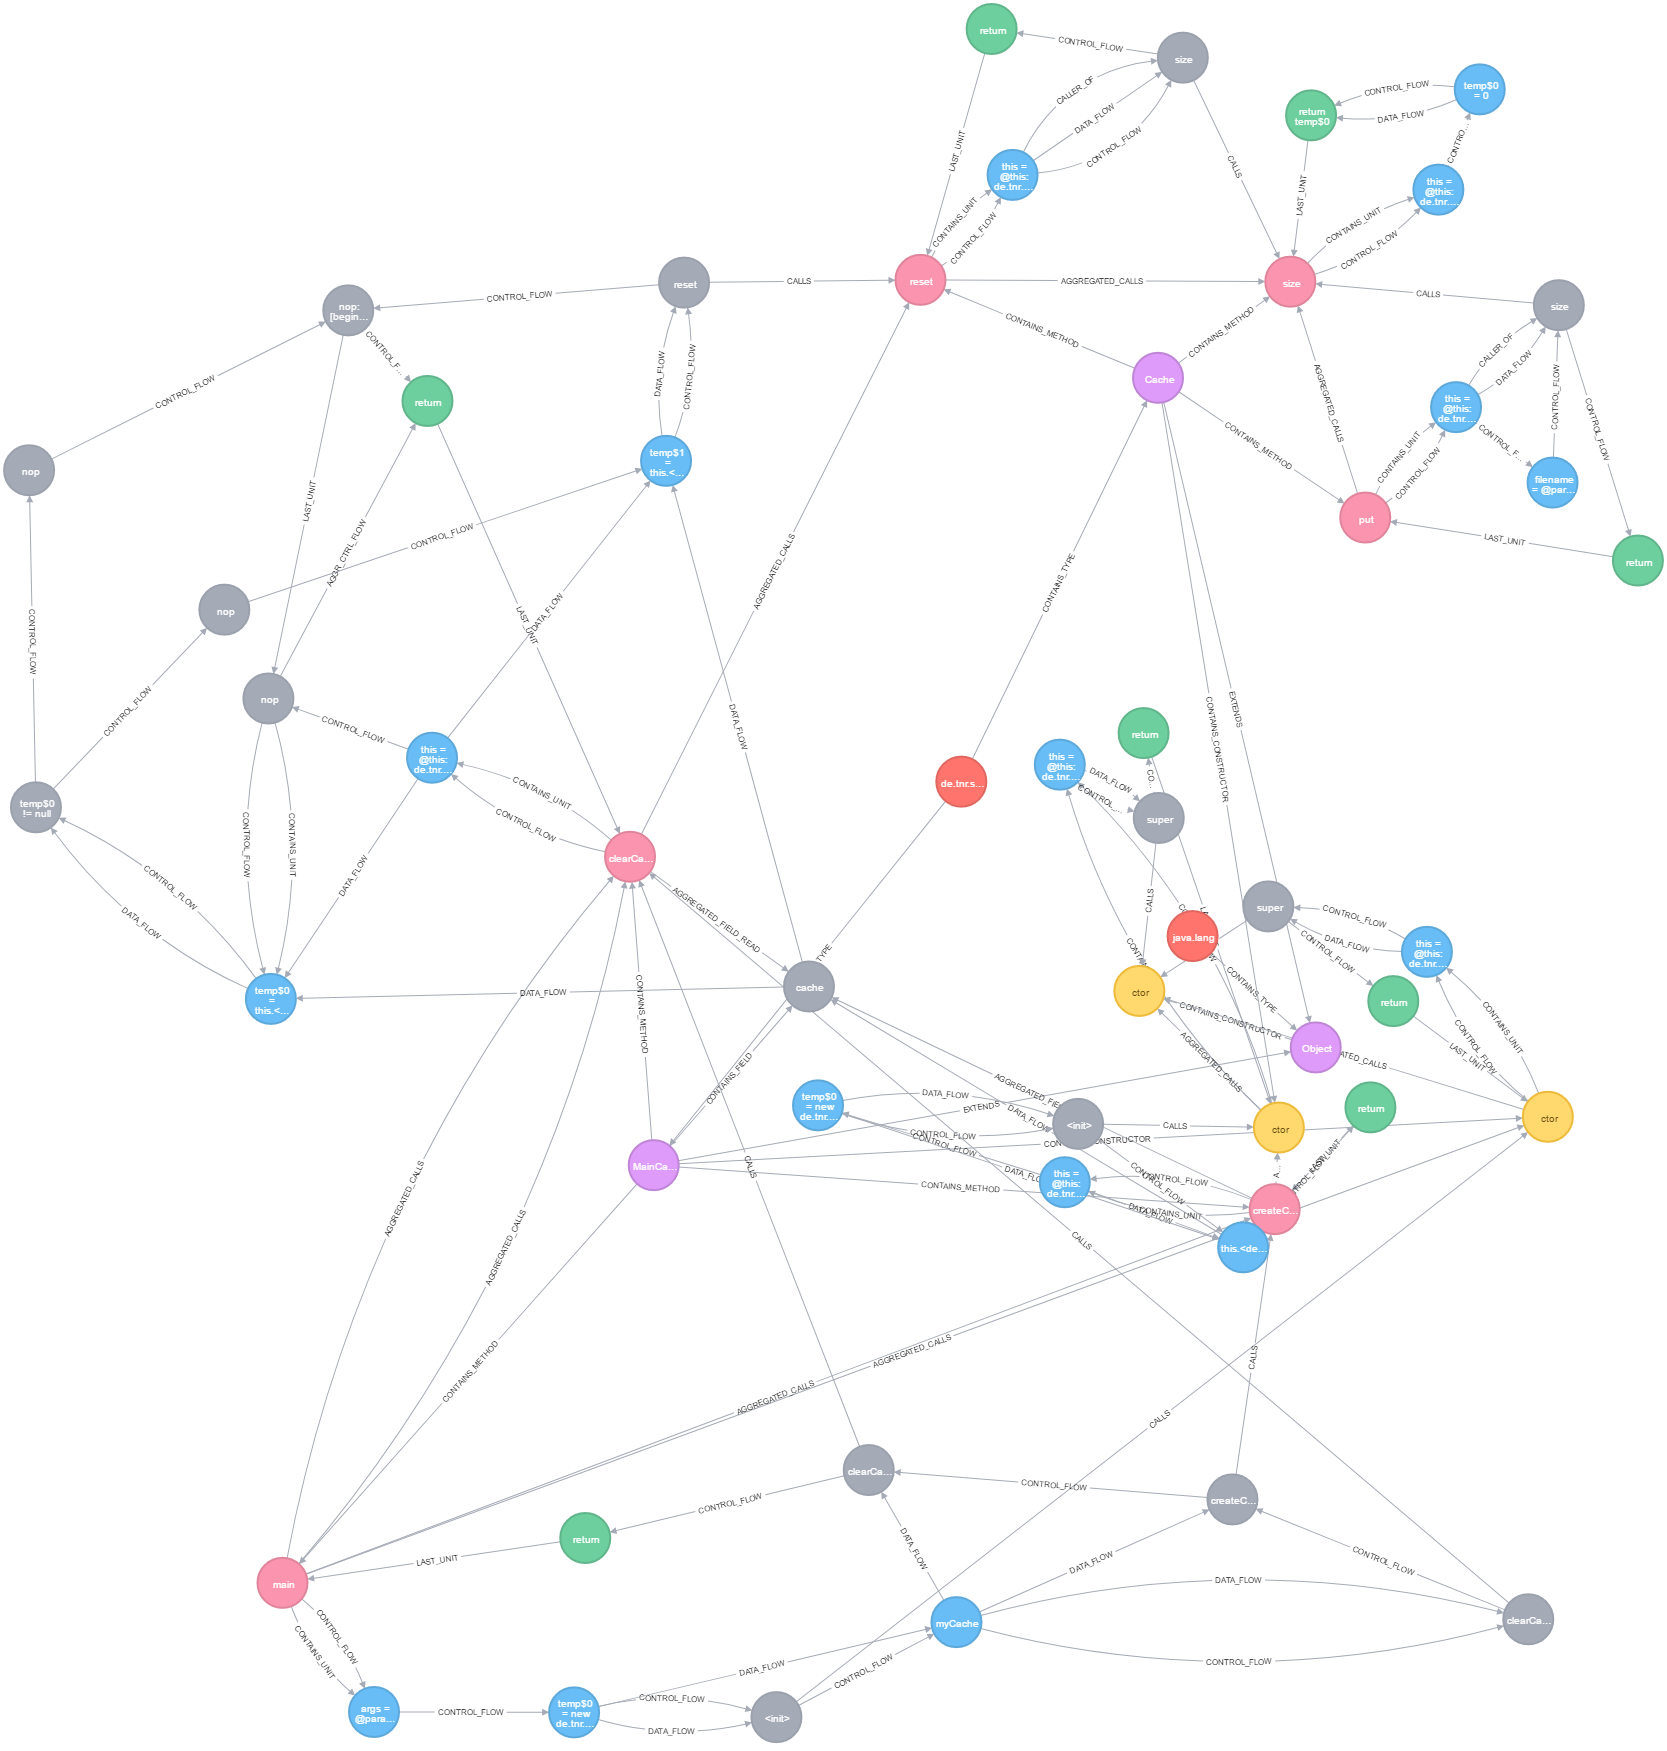 return
CONTROL_FLOW
size
temp$0
= 0
CONTROL_FLOW
DATA_FLOW
return
temp$0
CALLER_OF
DATA_FLOW
CONTROL_FLOW
CONTRO...
LAST_UNIT
this =
@this:
de.tnr....
CALLS
LAST_UNIT
this =
@this:
de.tnr....
CONTAINS_UNIT
CONTROL_FLOW
CONTAINS_UNIT
CONTROL_FLOW
reset
CALLS
reset
AGGREGATED_CALLS
size
CALLS
size
nop:
[begin...
CONTROL_FLOW
CONTROL_F...
CONTAINS_METHOD
CONTAINS_METHOD
CALLER_OF
DATA_FLOW
CONTROL_FLOW
CONTROL_FLOW
DATA_FLOW
CONTROL_FLOW
Cache
AGGREGATED_CALLS
this =
@this:
de.tnr....
CONTROL_FLOW
return
CONTAINS_METHOD
CONTAINS_UNIT
CONTROL_FLOW
CONTROL_F...
nop
temp$1
=
this.<...
filename
= @par...
LAST_UNIT
put
LAST_UNIT
return
CONTROL_FLOW
AGGR_CTRL_FLOW
AGGREGATED_CALLS
CONTAINS_TYPE
nop
LAST_UNIT
DATA_FLOW
CONTROL_FLOW
CONTROL_FLOW
nop
CONTROL_FLOW
this =
@this:
de.tnr....
DATA_FLOW
CONTAINS_CONSTRUCTOR
EXTENDS
return
this =
@this:
de.tnr....
DATA_FLOW
CONTROL_...
CO...
de.tnr.s...
super
temp$0
!= null
CONTAINS_UNIT
CONTROL_FLOW
CONTROL_FLOW
CONTAINS_UNIT
clearCa...
CONTROL_FLOW
DATA_FLOW
DATA_FLOW
AGGREGATED_FIELD_READ
CALLS
super
CONTROL_FLOW
DATA_FLOW
CONTROL_FLOW
this =
@this:
de.tnr....
java.lang
TYPE
CONTAINS_TYPE
temp$0
=
this.<...
DATA_FLOW
cache
ctor
return
CONTAINS_UNIT
CONTROL_FLOW
LAST_UNIT
CONTAINS_CONSTRUCTOR
Object
CONTAINS_METHOD
CONTAINS_FIELD
AGGREGATED_CALLS
temp$0
= new
de.tnr....
DATA_FLOW
EXTENDS
<init>
CALLS
ctor
return
ctor
CONTROL_FLOW
CONTROL_FLOW
MainCa...
CONTAINS_METHOD
this =
@this:
de.tnr....
CONTROL_FLOW
CONTROL_FLOW
A...
CONTAINS_UNIT
DATA_FLOW
createC...
this.<de....
CALLS
AGGREGATED_CALLS
AGGREGATED_CALLS
CALLS
CONTAINS_METHOD
AGGREGATED_CALLS
AGGREGATED_CALLS
CALLS
CALLS
clearCa...
CONTROL_FLOW
createC...
CONTROL_FLOW
return
LAST_UNIT
DATA_FLOW
DATA_FLOW
CONTROL_FLOW
main
DATA_FLOW
myCache
clearCa...
CONTROL_FLOW
CONTAINS_UNIT
DATA_FLOW
CONTROL_FLOW
CONTROL_FLOW
args =
@para...
CONTROL_FLOW
temp$0
= new
de.tnr....
CONTROL_FLOW
DATA_FLOW
<init>